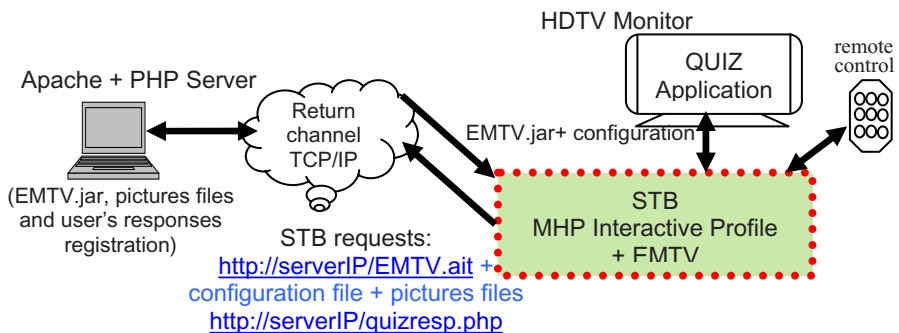 HDTV Monitor
QUIZ
Application
remote
control
Apache + PHP Server
Return
channel
TCP/IP
EMTV.jar+ configuration
(EMTV.jar, pictures files
and user's responses
registration)
STB
MHP Interactive Profile
+ EMTV
STB requests:
http://serverIP/EMTV.ait +
configuration file + pictures files
http://serverIP/quizresp.php